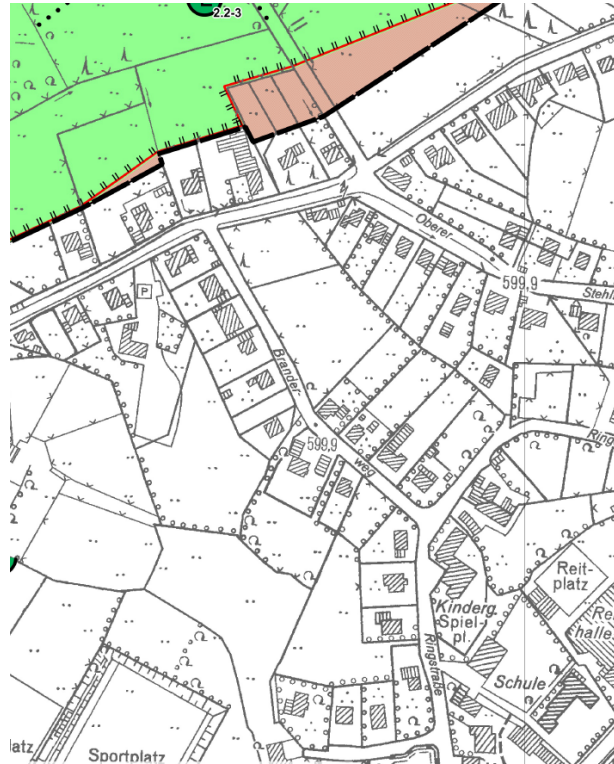 2.2-3
Oberer
599,9
Stehl
P
Brander
weg
599,9
Ring
Reit-
platz
Kinderg.
Spiel-
pl.
Rei
halle
Ringstraße
Schule
latz
Sportplatz